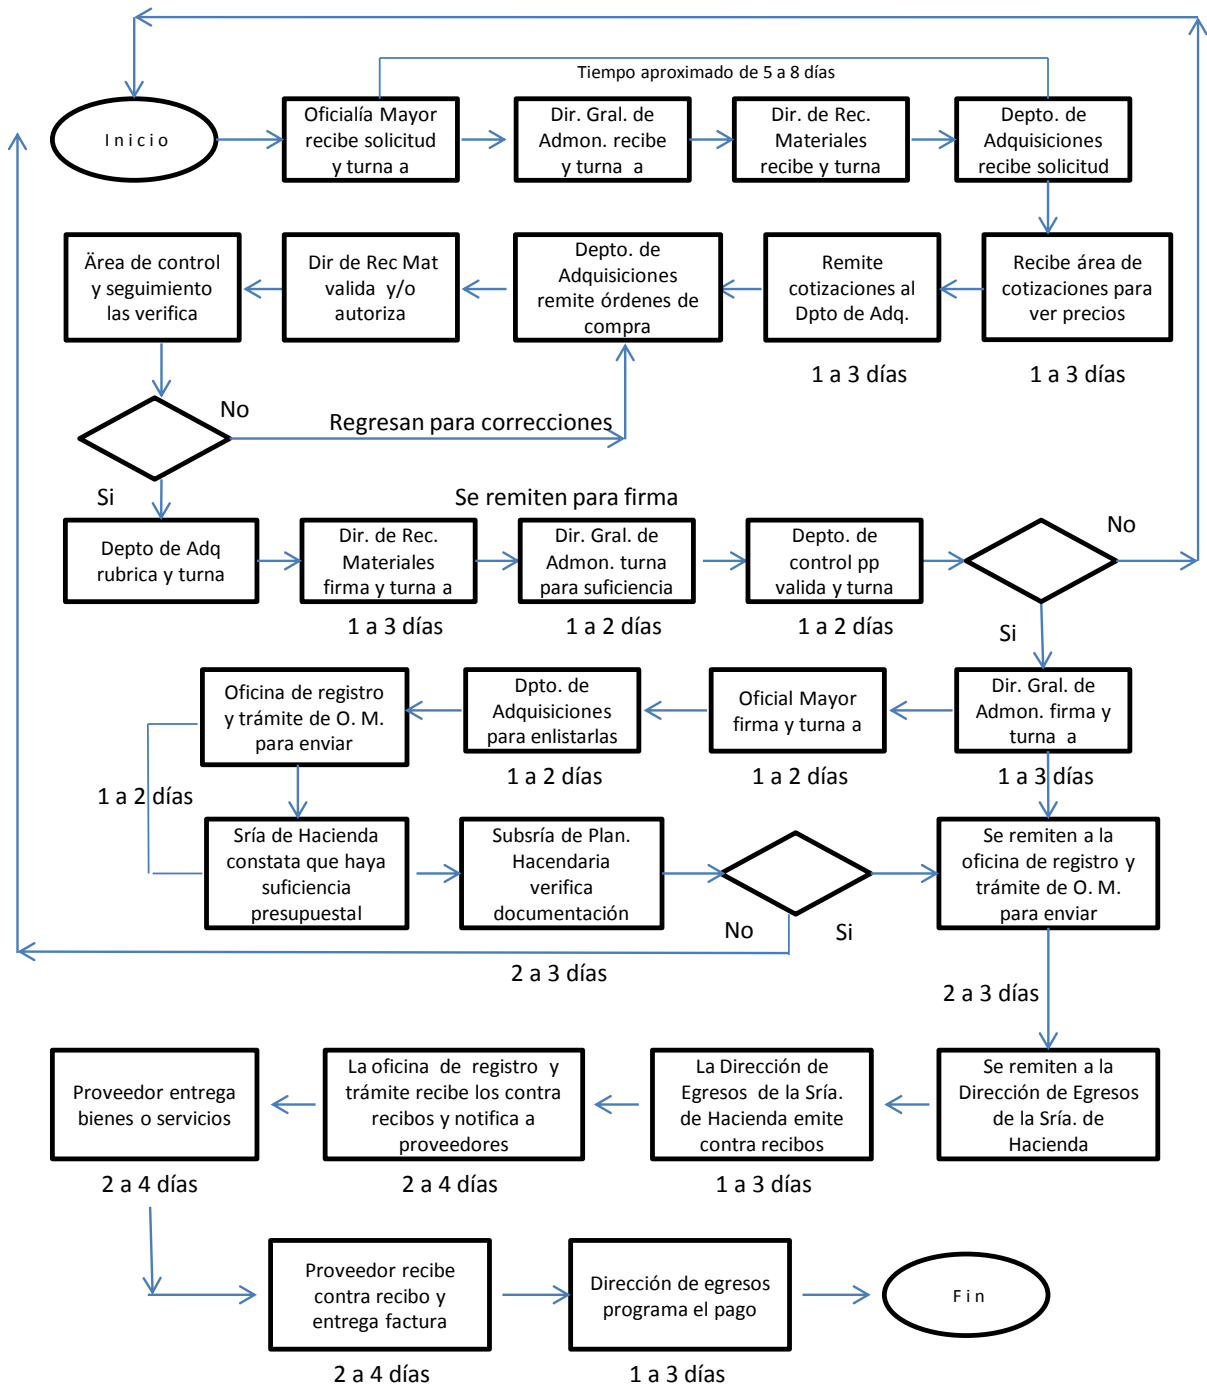 Tiempo aproximado de 5 a 8 días
I n i c i o
Oficialía Mayor
recibe solicitud
y turna a
Dir. Gral. de
Admon. recibe
y turna a
Dir. de Rec.
Materiales
recibe y turna
Depto. de
Adquisiciones
recibe solicitud
Recibe área de
cotizaciones para
ver precios
1 a 3 días
Remite
cotizaciones al
Dpto de Adq.
1 a 3 días
Depto. de
Adquisiciones
remite órdenes de
compra
Dir de Rec Mat
valida y/o
autoriza
Ärea de control
y seguimiento
las verifica
No
Regresan para correcciones
Si
Se remiten para firma
Depto de Adq
rubrica y turna
Dir. de Rec.
Materiales
firma y turna a
1 a 3 días
Dir. Gral. de
Admon. turna
para suficiencia
1 a 2 días
Depto. de
control pp
valida y turna
1 a 2 días
No
Si
Dir. Gral. de
Admon. firma y
turna a
1 a 3 días
Oficial Mayor
firma y turna a
1 a 2 días
Dpto. de
Adquisiciones
para enlistarlas
1 a 2 días
Oficina de registro
y trámite de O. M.
para enviar
1 a 2 días
Sría de Hacienda
constata que haya
suficiencia
presupuestal
Subsría de Plan.
Hacendaria
verifica
documentación
No
Si
2 a 3 días
Se remiten a la
oficina de registro y
trámite de O. M.
para enviar
2 a 3 días
Se remiten a la
Dirección de Egresos
de la Sría. de
Hacienda
La Dirección de
Egresos de la Sría.
de Hacienda emite
contra recibos
1 a 3 días
La oficina de registro y
trámite recibe los contra
recibos y notifica a
proveedores
2 a 4 días
Proveedor entrega
bienes o servicios
2 a 4 días
Proveedor recibe
contra recibo y
entrega factura
2 a 4 días
Dirección de egresos
programa el pago
1 a 3 días
F i n